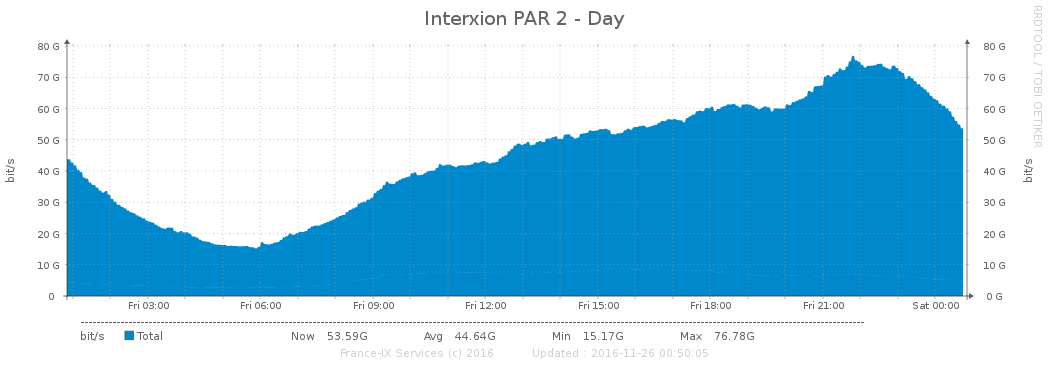 Interxion PAR 2 - Day
RRDTOOL / TOBI OETIKER
bit/s
bit/s
80 G 80 G
70 G 70 G
60 G 60 G
50 G 50 G
40 G 40 G
30 G 30 G
20 G 20 G
10 G 10 G
0 0 G
Fri 03:00 Fri 06:00 Fri 09:00 Fri 12:00 Fri 15:00 Fri 18:00 Fri 21:00 Sat 00:00
bit/s Total Now 53.59G Avg 44.64G Min 15.17G Max 76.78G
France-IX Services (c) 2016 Updated : 2016-11-26 00:50:05